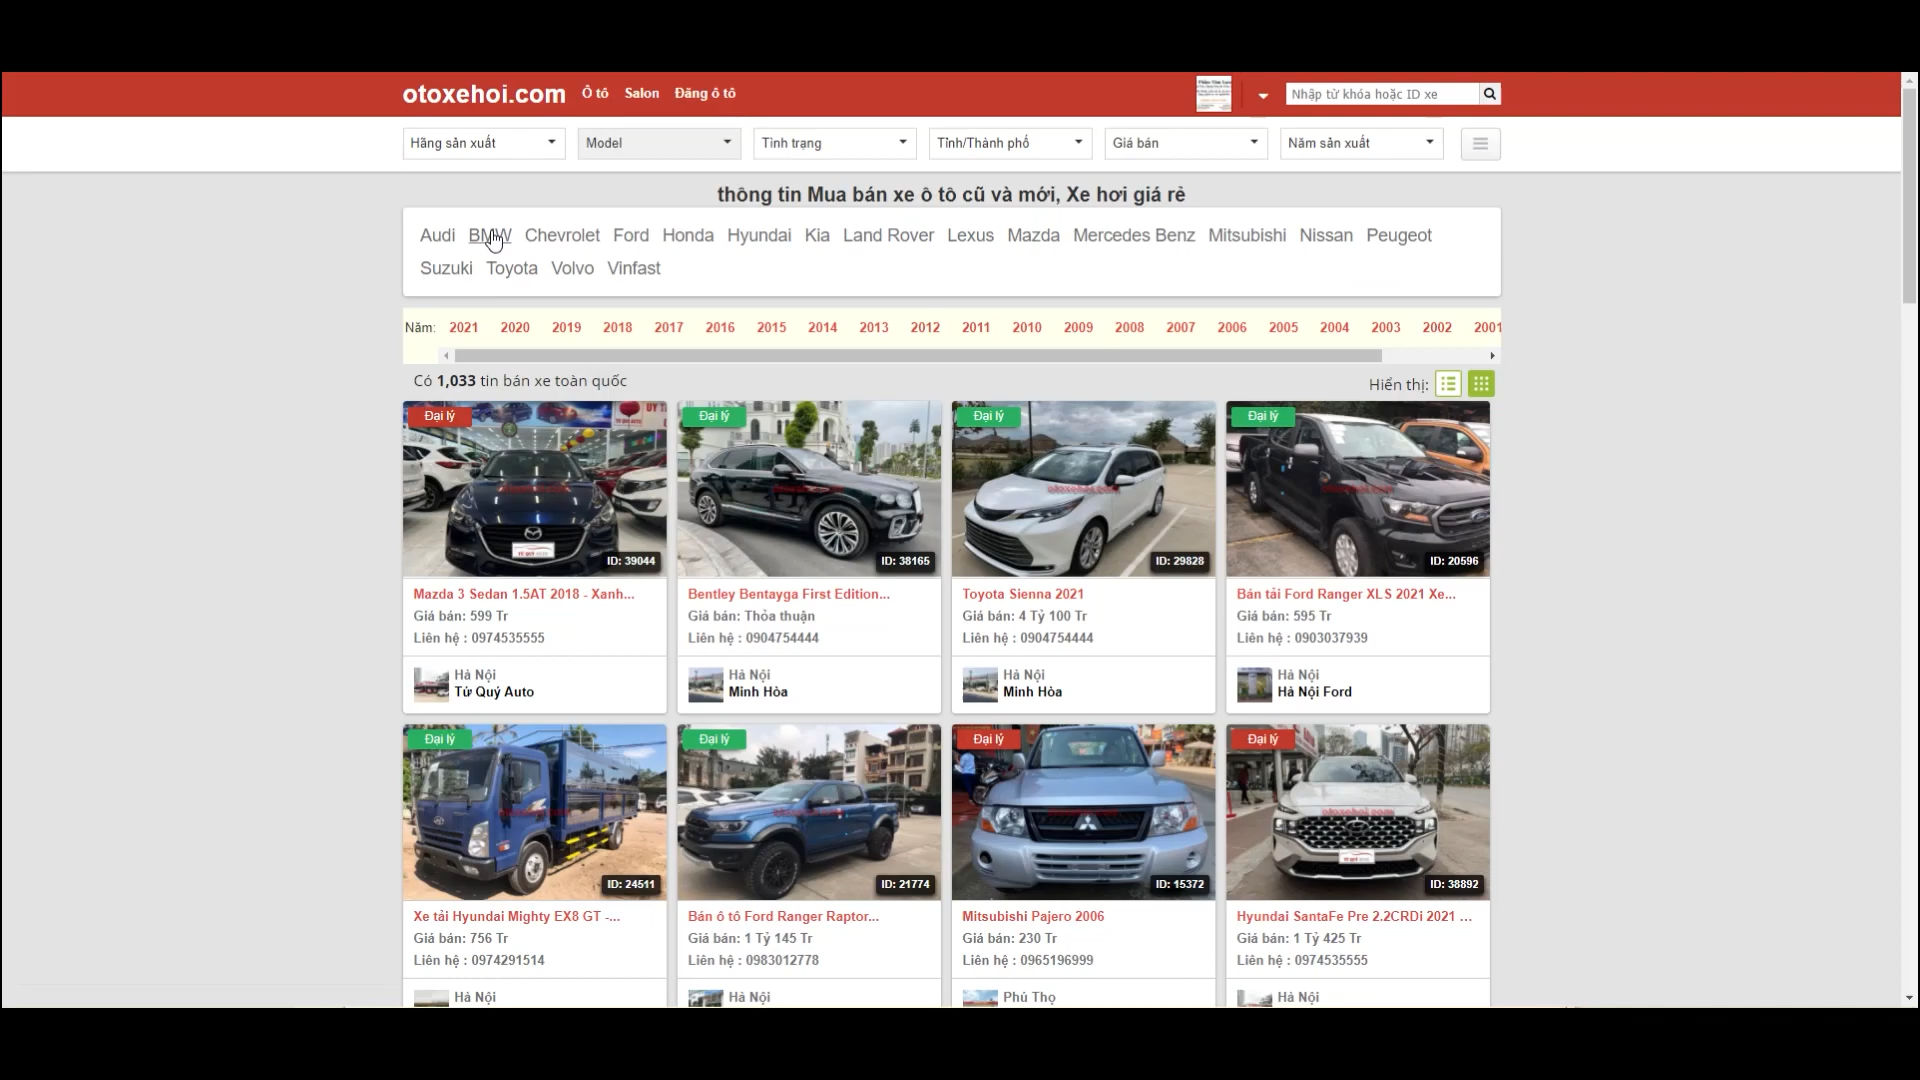 otoxehoi.com Ô tô Salon Đăng ô tô Nhập từ khóa hoặc ID xe
Hãng sản xuất Model Tình trạng Tỉnh/Thành phố Giá bán Năm sản xuất
thông tin Mua bán xe ô tô cũ và mới, Xe hơi giá rẻ
Audi BMW Chevrolet Ford Honda Hyundai Kia Land Rover Lexus Mazda Mercedes Benz Mitsubishi Nissan Peugeot
Suzuki Toyota Volvo Vinfast
Năm: 2021 2020 2019 2018 2017 2016 2015 2014 2013 2012 2011 2010 2009 2008 2007 2006 2005 2004 2003 2002 2001
Có 1,033 tin bán xe toàn quốc Hiển thị:
Đại lý Đại lý Đại lý Đại lý
ID: 39044 ID: 38165 ID: 29828 ID: 20596
Mazda 3 Sedan 1.5AT 2018 - Xanh... Bentley Bentayga First Edition... Toyota Sienna 2021 Bán tải Ford Ranger XLS 2021 Xe...
Giá bán: 599 Tr Giá bán: Thỏa thuận Giá bán: 4 Tỷ 100 Tr Giá bán: 595 Tr
Liên hệ : 0974535555 Liên hệ : 0904754444 Liên hệ : 0904754444 Liên hệ : 0903037939
Hà Nội Hà Nội Hà Nội Hà Nội
Tứ Quý Auto Minh Hòa Minh Hòa Hà Nội Ford
Đại lý Đại lý Đại lý Đại lý
otoxehoi.com
ID: 24511 ID: 21774 ID: 15372 ID: 38892
Xe tải Hyundai Mighty EX8 GT -... Bán ô tô Ford Ranger Raptor... Mitsubishi Pajero 2006 Hyundai SantaFe Pre 2.2CRDi 2021 ...
Giá bán: 756 Tr Giá bán: 1 Tỷ 145 Tr Giá bán: 230 Tr Giá bán: 1 Tỷ 425 Tr
Liên hệ : 0974291514 Liên hệ : 0983012778 Liên hệ : 0965196999 Liên hệ : 0974535555
Hà Nội Hà Nội Phú Thọ Hà Nội